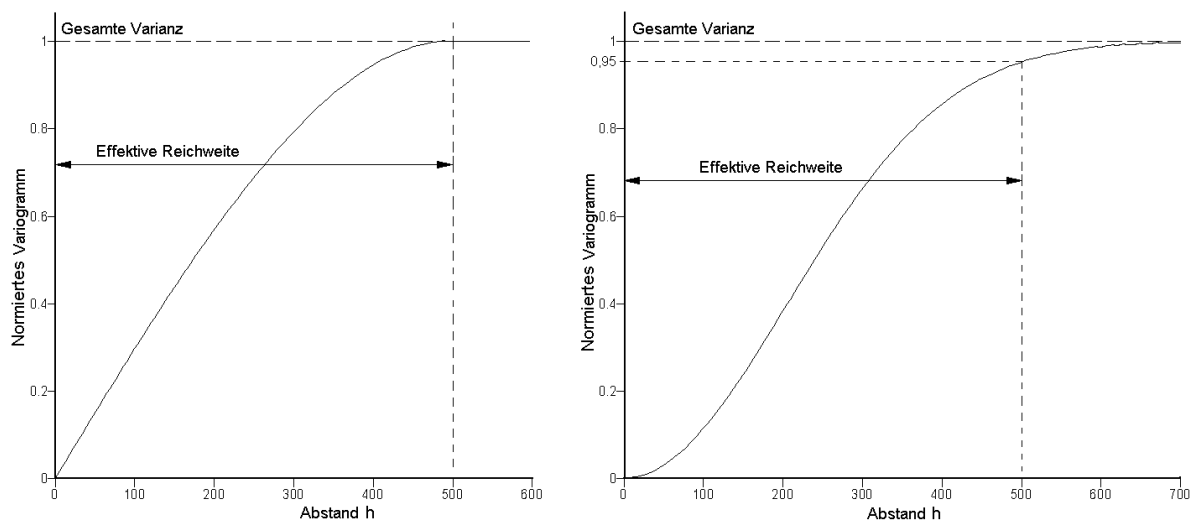 Gesamte Varianz
1
0.8
0.6
0.4
0.2
0
Normiertes Variogramm
Effektive Reichweite
0 100 200 300 400 500 600
Abstand h
Gesamte Varianz
1
0,95
0.8
0.6
0.4
0.2
0
Normiertes Variogramm
Effektive Reichweite
0 100 200 300 400 500 600 700
Abstand h